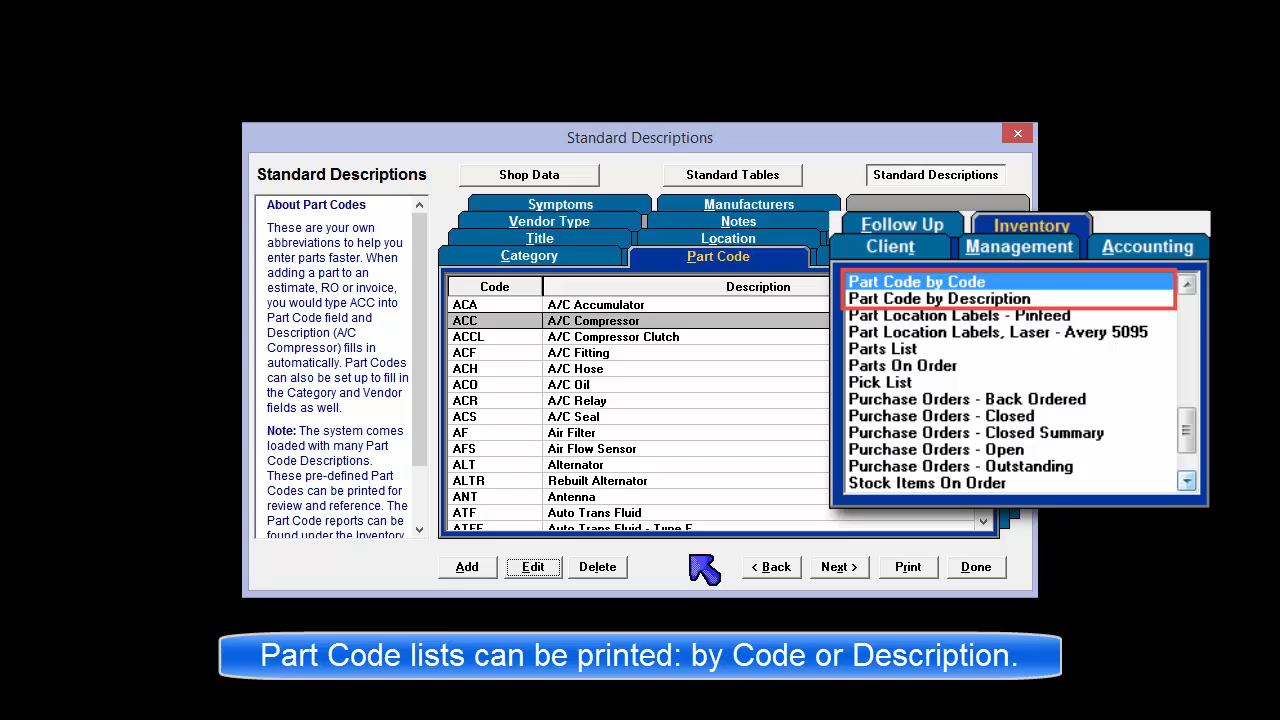 Standard Descriptions
Standard Descriptions
Shop Data
Standard Tables
Standard Descriptions
About Part Codes
These are your own
abbreviations to help you
enter parts faster. When
adding a part to an
estimate, RO or invoice,
you would type ACC into
Part Code field and
Description (A/C
Compressor) fills in
automatically. Part Codes
can also be set up to fill in
the Category and Vendor
fields as well.
Note: The system comes
loaded with many Part
Code Descriptions.
These pre-defined Part
Codes can be printed for
review and reference. The
Part Code reports can be
found under the Inventory
Symptoms
Manufacturers
Vendor Type
Notes
Title
Location
Category
Part Code
Code Description
ACA A/C Accumulator
ACC A/C Compressor
ACCL A/C Compressor Clutch
ACF A/C Fitting
ACH A/C Hose
ACO A/C Oil
ACR A/C Relay
ACS A/C Seal
AF Air Filter
AFS Air Flow Sensor
ALT Alternator
ALTR Rebuilt Alternator
ANT Antenna
ATF Auto Trans Fluid
ATFF Auto Trans Fluid - Type F
Follow Up
Inventory
Client
Management
Accounting
Part Code by Code
Part Code by Description
Part Location Labels - Pinfeed
Part Location Labels, Laser - Avery 5095
Parts List
Parts On Order
Pick List
Purchase Orders - Back Ordered
Purchase Orders - Closed
Purchase Orders - Closed Summary
Purchase Orders - Open
Purchase Orders - Outstanding
Stock Items On Order
Add
Edit
Delete
< Back
Next >
Print
Done
Part Code lists can be printed: by Code or Description.